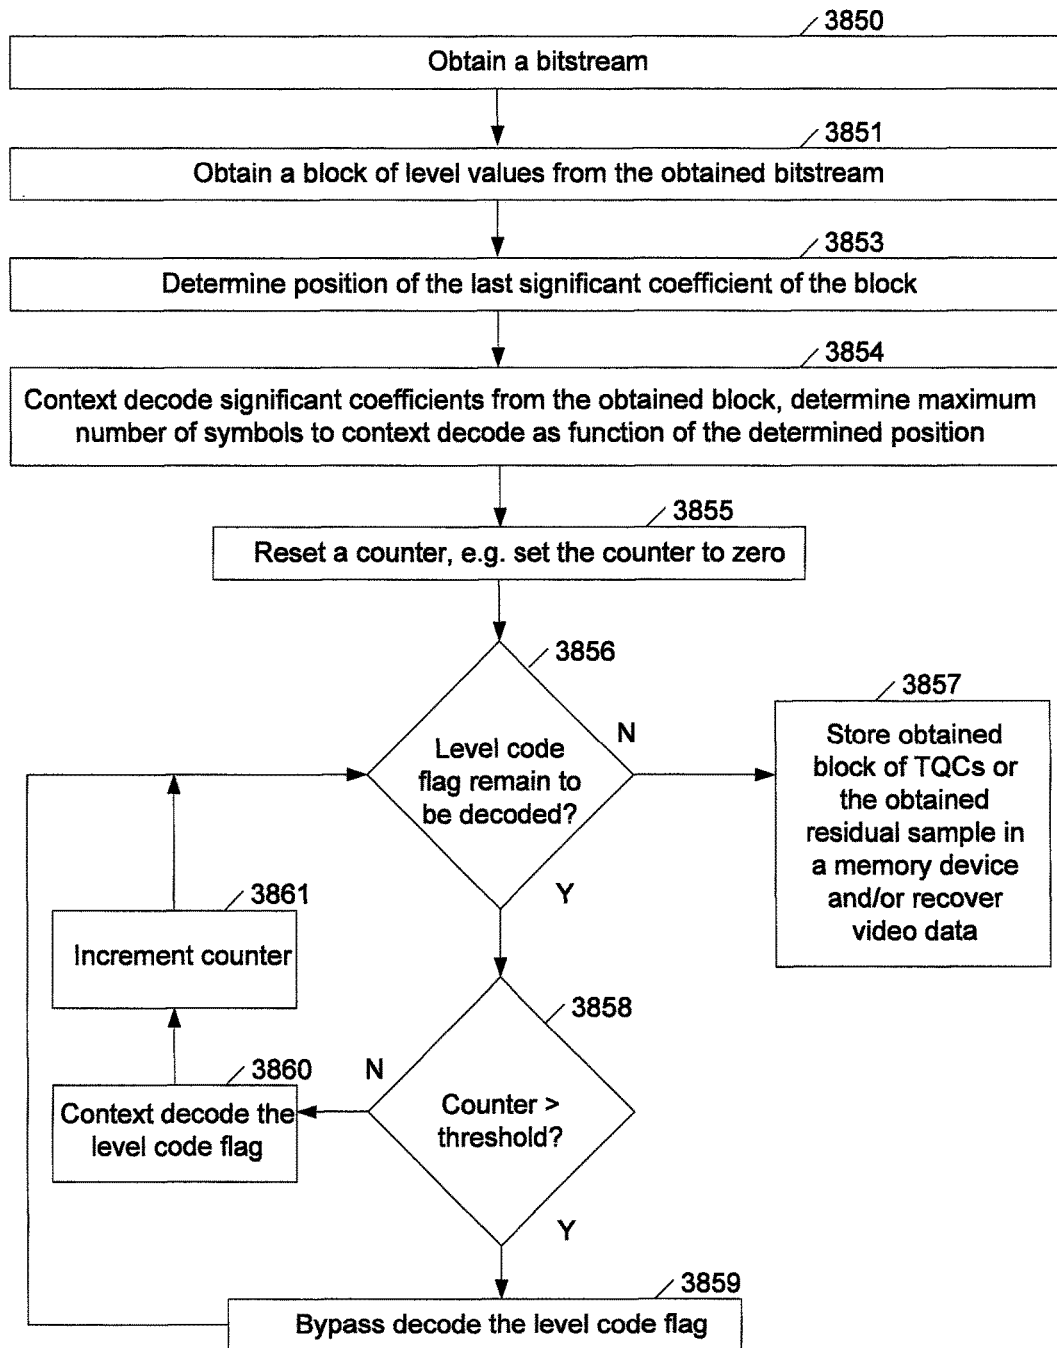 3850
Obtain a bitstream
3851
Obtain a block of level values from the obtained bitstream
3853
Determine position of the last significant coefficient of the block
3854
Context decode significant coefficients from the obtained block, determine maximum
number of symbols to context decode as function of the determined position
3855
Reset a counter, e.g. set the counter to zero
3856
Level code
flag remain to
be decoded?
N
Y
3857
Store obtained
block of TQCs or
the obtained
residual sample in
a memory device
and/or recover
video data
3861
Increment counter
3858
Counter >
threshold?
N
Y
3860
Context decode the
level code flag
3859
Bypass decode the level code flag